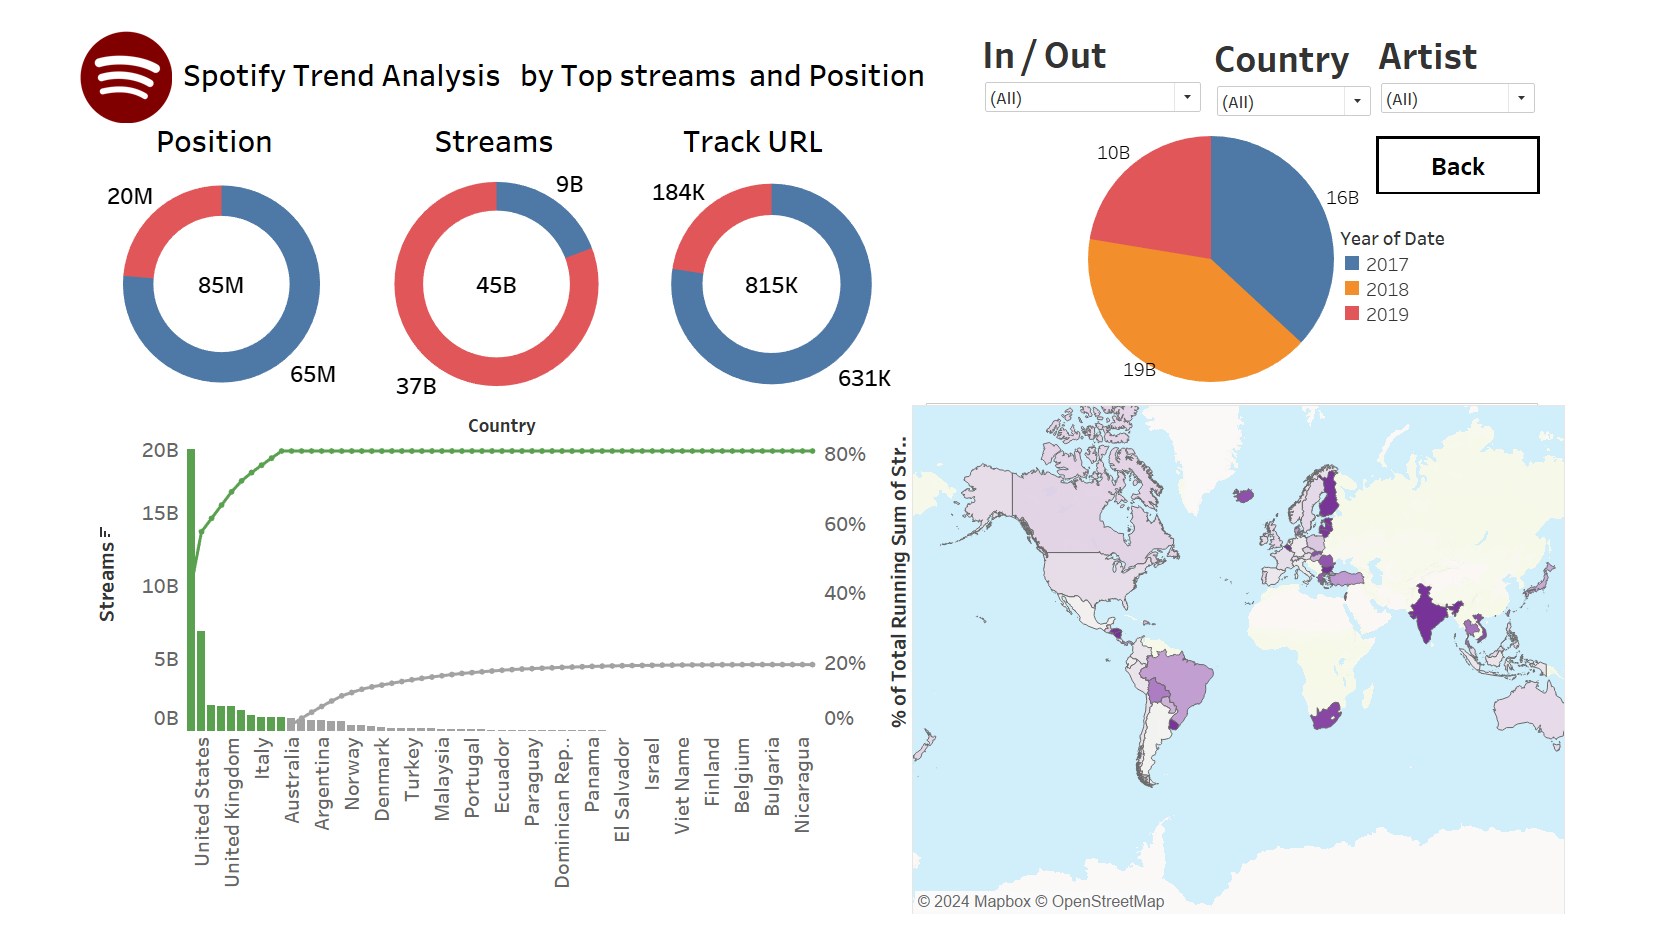 Spotify Trend Analysis by Top streams and Position
In / Out
Country
Artist
(All)
(All)
(All)
Position
Streams
Track URL
Back
20M
85M
65M
9B
45B
37B
184K
815K
631K
10B
16B
19B
Year of Date
2017
2018
2019
Country
20B
15B
10B
5B
0B
Streams
80%
60%
40%
20%
0%
% of Total Running Sum of Str..
United States
United Kingdom
Italy
Australia
Argentina
Norway
Denmark
Turkey
Malaysia
Portugal
Ecuador
Paraguay
Dominican Rep..
Panama
El Salvador
Israel
Viet Name
Finland
Belgium
Bulgaria
Nicaragua
© 2024 Mapbox © OpenStreetMap